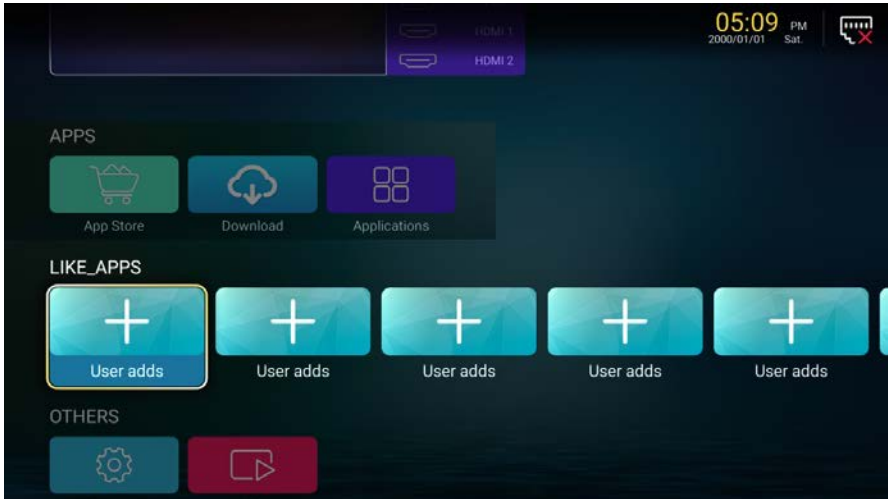 05:09 PM
2000/01/01 Sat.
HDMI 1
HDMI 2
APPS
App Store Download Applications
LIKE_APPS
User adds User adds User adds User adds User adds
OTHERS